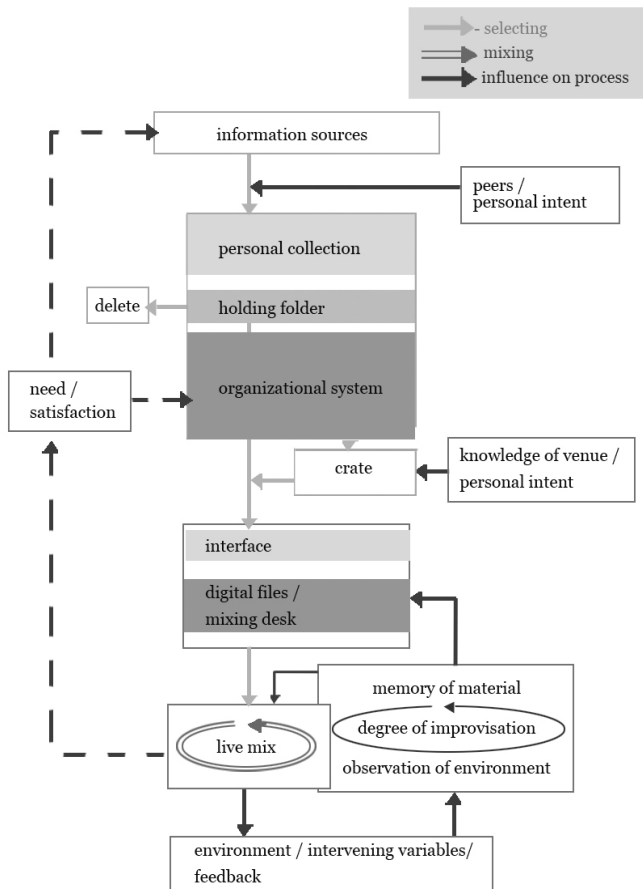 - selecting
mixing
influence on process
information sources
peers /
personal intent
personal collection
delete
holding folder
need /
satisfaction
organizational system
crate
knowledge of venue /
personal intent
interface
digital files /
mixing desk
memory of material
degree of improvisation
live mix
observation of environment
environment / intervening variables/
feedback